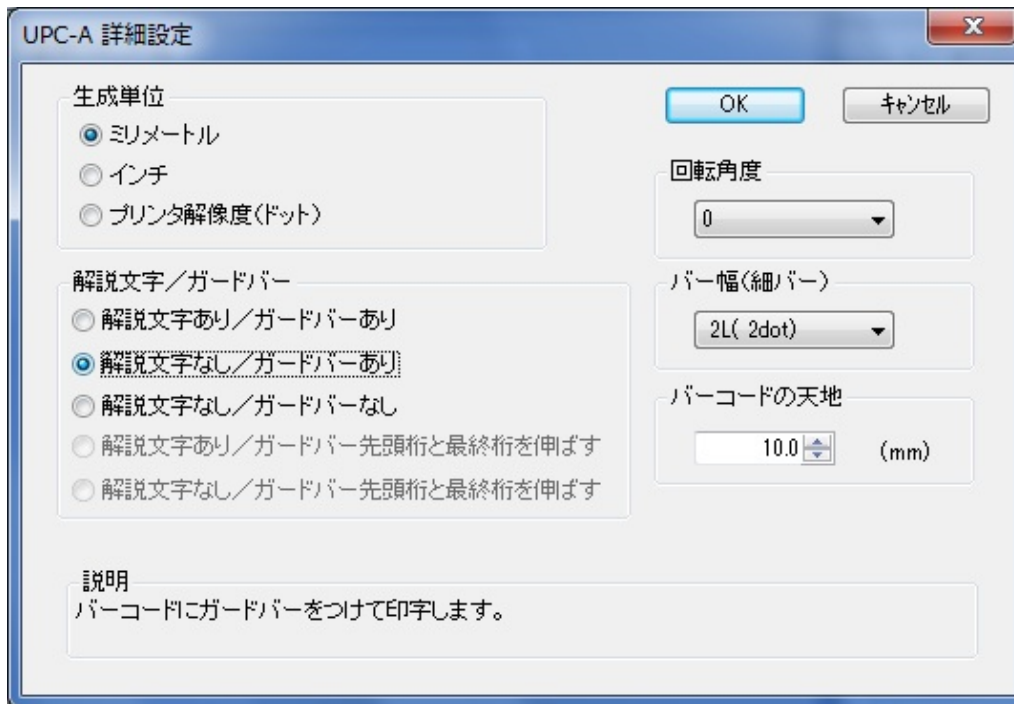 UPC-A 詳細設定
生成単位
ミリメートル
インチ
プリンタ解像度(ドット)
解説文字／ガードバー
解説文字あり／ガードバーあり
解説文字なし／ガードバーあり
解説文字なし／ガードバーなし
解説文字あり／ガードバー先頭桁と最終桁を伸ばす
解説文字なし／ガードバー先頭桁と最終桁を伸ばす
OK
キャンセル
回転角度
0
バー幅(細バー)
2L( 2dot)
バーコードの天地
10.0
(mm)
説明
バーコードにガードバーをつけて印字します。